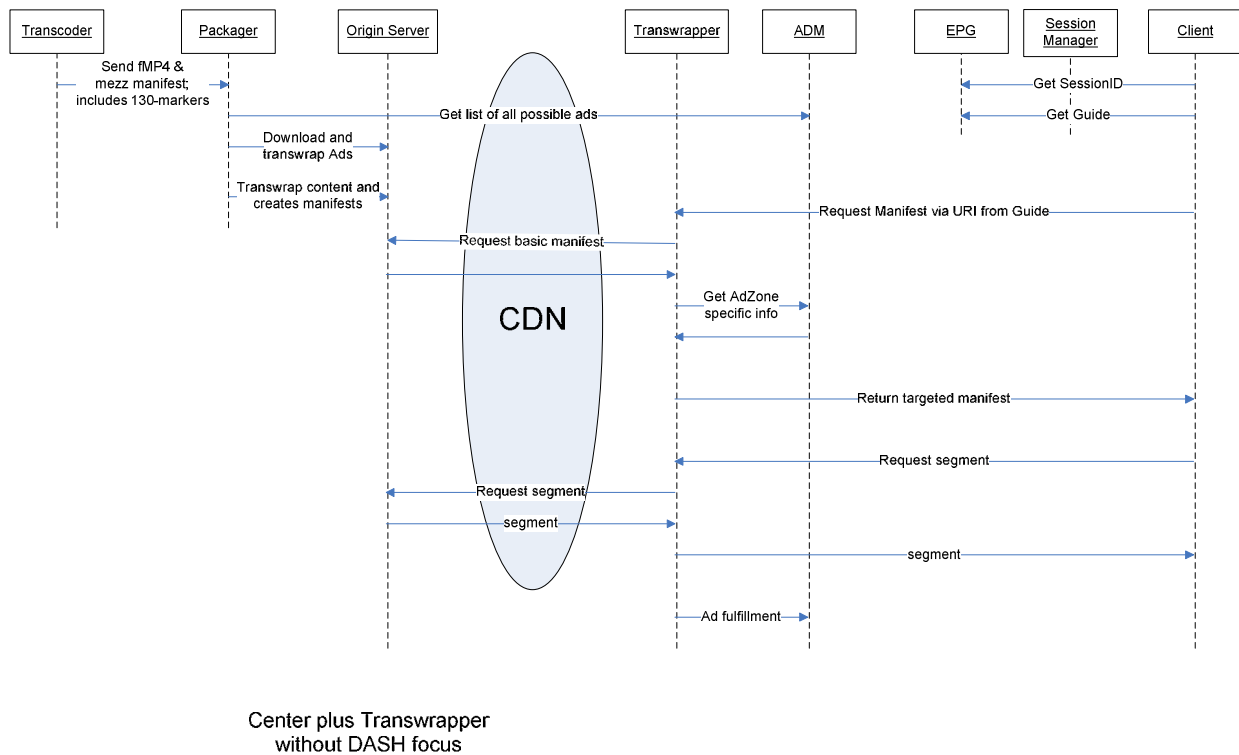 Transcoder
Packager
Origin Server
Transwrapper
ADM
EPG
Session
Manager
Client
Send fMP4 &
mezz manifest;
includes 130-markers
Get SessionID
Get list of all possible ads
Get Guide
Download and
transwrap Ads
Transwrap content and
creates manifests
Request Manifest via URI from Guide
Request basic manifest
Get AdZone
specific info
CDN
Return targeted manifest
Request segment
Request segment
segment
segment
Ad fulfillment
Center plus Transwrapper
without DASH focus